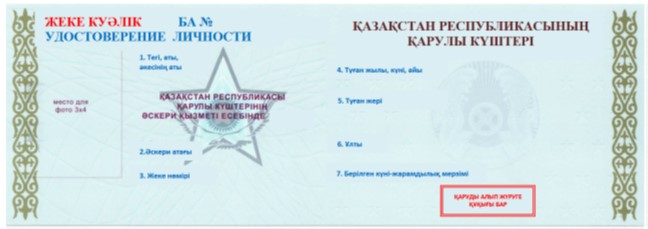 ЖЕКЕ КУӘЛІК БА №
УДОСТОВЕРЕНИЕ ЛИЧНОСТИ
1. Тегі, аты,
әкесінің аты
место для
фото 3х4
ҚАЗАҚСТАН РЕСПУБЛИКАСЫ
ҚАРУЛЫ КҮШТЕРІНІҢ
ӘСКЕРИ ҚЫЗМЕТІ ЕСЕБІНДЕ
2.Әскери атағы
3. Жеке нөмірі
ҚАЗАҚСТАН РЕСПУБЛИКАСЫНЫҢ
ҚАРУЛЫ КҮШТЕРІ
4. Туған жылы, күні, айы
5. Туған жері
6. Ұлты
7. Берілген күні-жарамдылық мерзімі
ҚАРУДЫ АЛЫП ЖҮРУГЕ
ҚҰҚЫҒЫ БАР